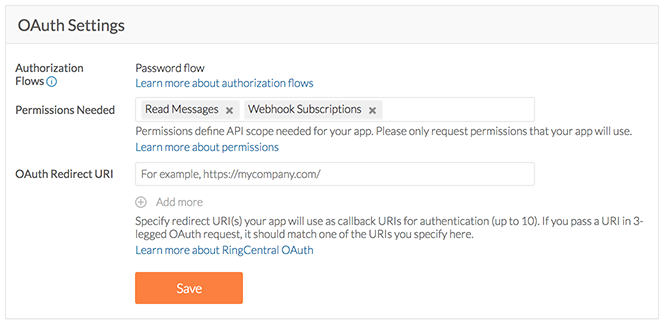 OAuth Settings
Authorization Flows
Password flow
Learn more about authorization flows
Permissions Needed
Read Messages × Webhook Subscriptions ×
Permissions define API scope needed for your app. Please only request permissions that your app will use.
Learn more about permissions
OAuth Redirect URI
For example, https://mycompany.com/
Add more
Specify redirect URI(s) your app will use as callback URIs for authentication (up to 10). If you pass a URI in 3-
legged OAuth request, it should match one of the URIs you specify here.
Learn more about RingCentral OAuth
Save